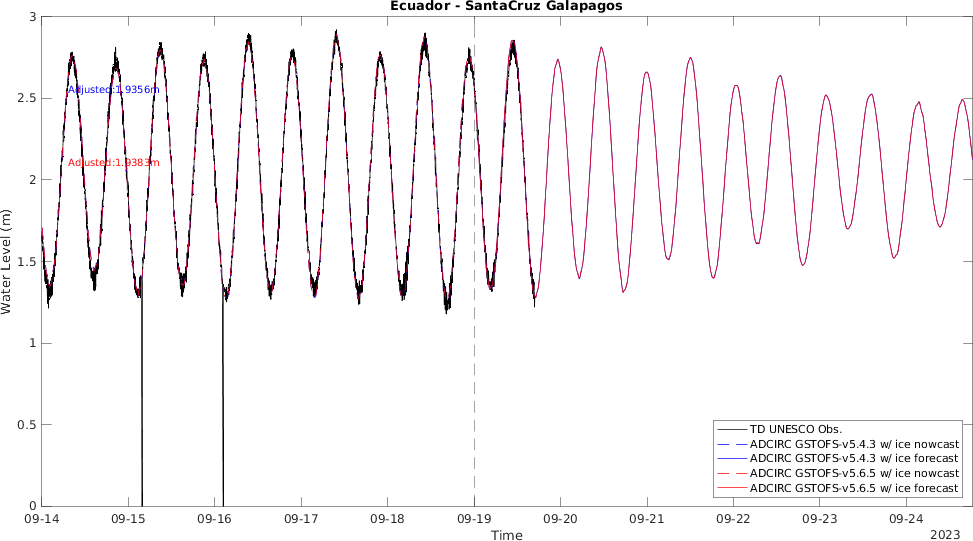 Ecuador - SantaCruz Galapagos
3
2.5
2
1.5
1
0.5
0
Water Level (m)
Adjusted:1.9356m
Adjusted:1.9383m
TD UNESCO Obs.
ADCIRC GSTOFS-v5.4.3 w/ ice nowcast
ADCIRC GSTOFS-v5.4.3 w/ ice forecast
ADCIRC GSTOFS-v5.6.5 w/ ice nowcast
ADCIRC GSTOFS-v5.6.5 w/ ice forecast
09-14 09-15 09-16 09-17 09-18 09-19 09-20 09-21 09-22 09-23 09-24
Time
2023